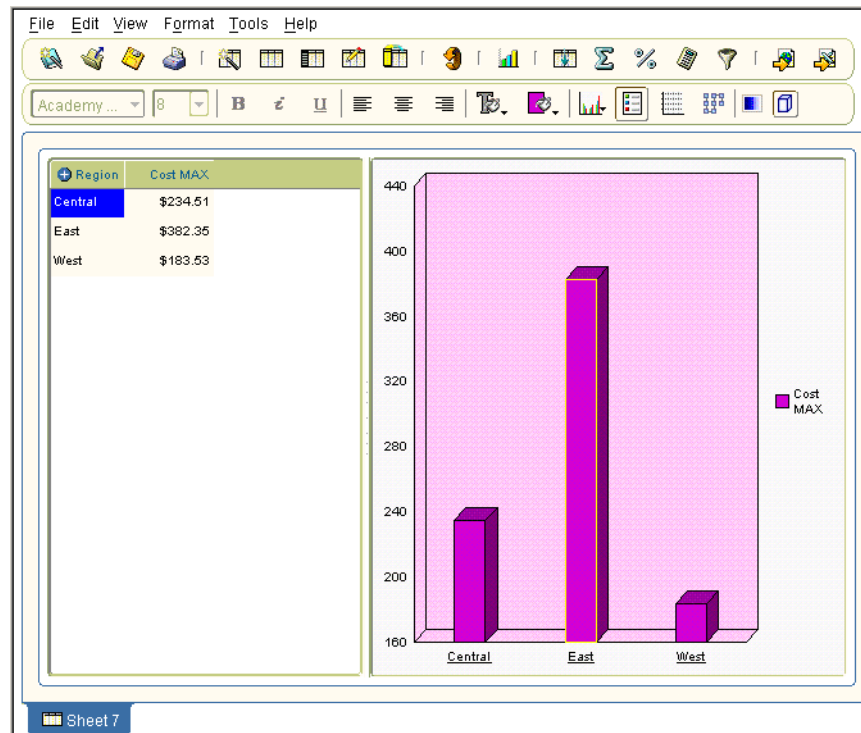 File Edit View Format Tools Help
Academy... 8 B i U
Region Cost MAX
Central $234.51
East $382.35
West $183.53
440
400
360
320
280
240
200
160
Central East West
Cost
MAX
Sheet 7